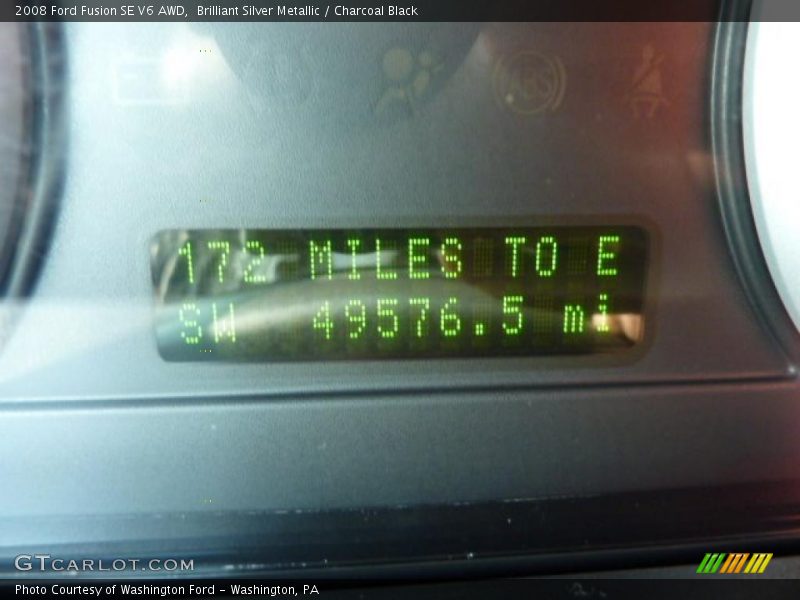 2008 Ford Fusion SE V6 AWD,  Brilliant Silver Metallic / Charcoal Black
ABS
172 MILES TO E
SW 49576.5 mi
GTCARLOT.COM
Photo Courtesy of Washington Ford - Washington, PA